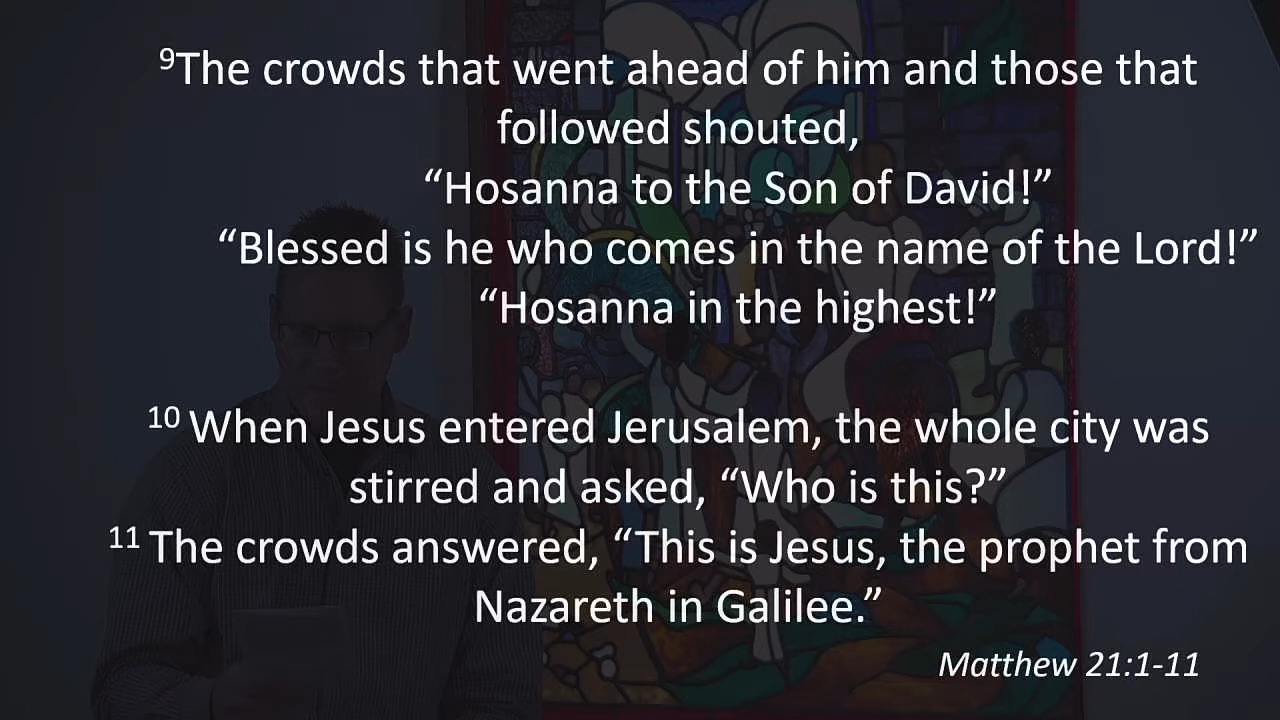 ⁹The crowds that went ahead of him and those that
followed shouted,
“Hosanna to the Son of David!”
“Blessed is he who comes in the name of the Lord!”
“Hosanna in the highest!”
¹⁰ When Jesus entered Jerusalem, the whole city was
stirred and asked, “Who is this?”
¹¹ The crowds answered, “This is Jesus, the prophet from
Nazareth in Galilee.”
Matthew 21:1-11